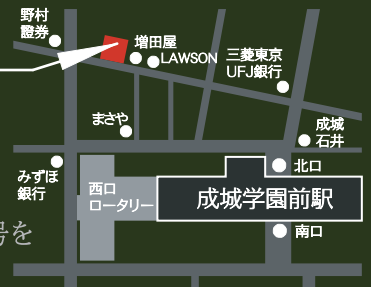 野村
證券
増田屋
LAWSON
三菱東京
UFJ銀行
まさや
成城
石井
みずほ
銀行
西口
ロータリー
北口
成城学園前駅
南口
号を